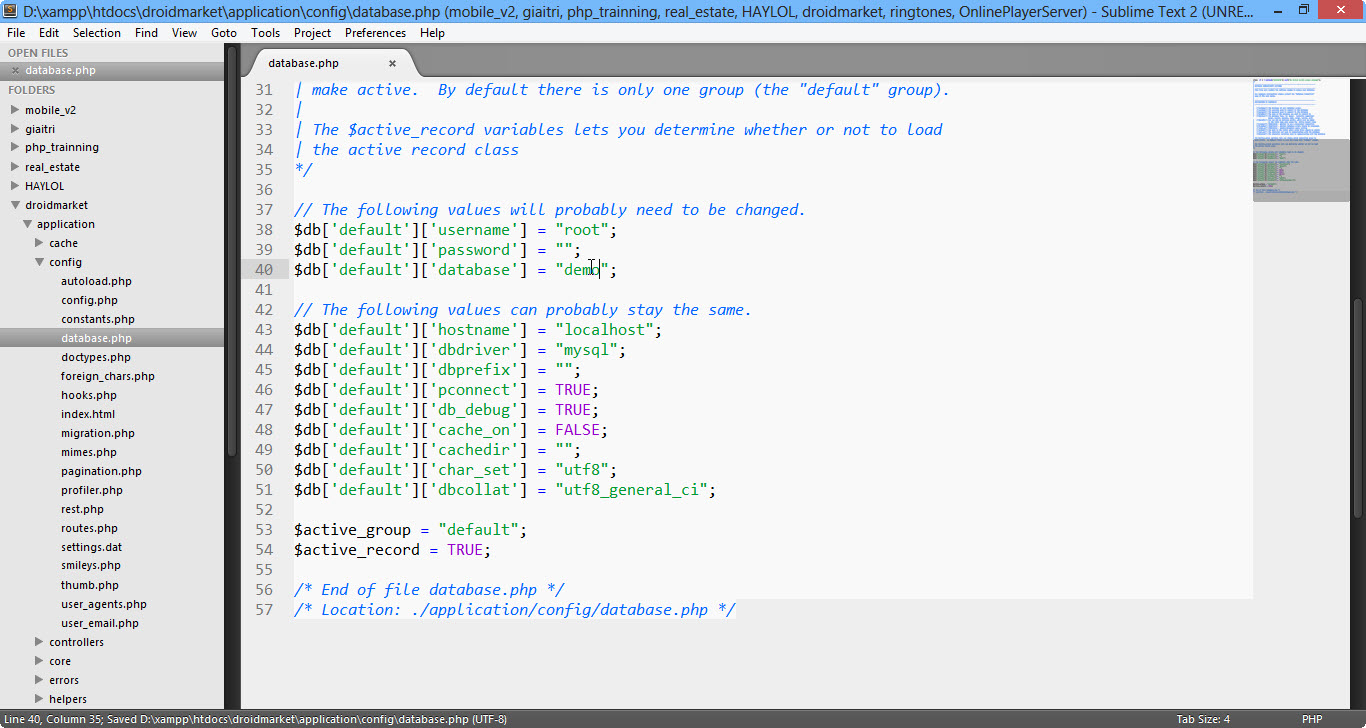 D:\xampp\htdocs\droidmarket\application\config\database.php (mobile_v2, giaitri, php_trainning, real_estate, HAYLOL, droidmarket, ringtones, OnlinePlayerServer) - Sublime Text 2 (UNRE...
File Edit Selection Find View Goto Tools Project Preferences Help
OPEN FILES
database.php
FOLDERS
mobile_v2
giaitri
php_trainning
real_estate
HAYLOL
droidmarket
application
cache
config
autoload.php
config.php
constants.php
database.php
doctypes.php
foreign_chars.php
hooks.php
index.html
migration.php
mimes.php
pagination.php
profiler.php
rest.php
routes.php
settings.dat
smileys.php
thumb.php
user_agents.php
user_email.php
controllers
core
errors
helpers
database.php
31 | make active.  By default there is only one group (the "default" group).
32 |
33 | The $active_record variables lets you determine whether or not to load
34 | the active record class
35 */
36
37 // The following values will probably need to be changed.
38 $db['default']['username'] = "root";
39 $db['default']['password'] = "";
40 $db['default']['database'] = "demo";
41
42 // The following values can probably stay the same.
43 $db['default']['hostname'] = "localhost";
44 $db['default']['dbdriver'] = "mysql";
45 $db['default']['dbprefix'] = "";
46 $db['default']['pconnect'] = TRUE;
47 $db['default']['db_debug'] = TRUE;
48 $db['default']['cache_on'] = FALSE;
49 $db['default']['cachedir'] = "";
50 $db['default']['char_set'] = "utf8";
51 $db['default']['dbcollat'] = "utf8_general_ci";
52
53 $active_group = "default";
54 $active_record = TRUE;
55
56 /* End of file database.php */
57 /* Location: ./application/config/database.php */
Line 40, Column 35; Saved D:\xampp\htdocs\droidmarket\application\config\database.php (UTF-8)
Tab Size: 4
PHP